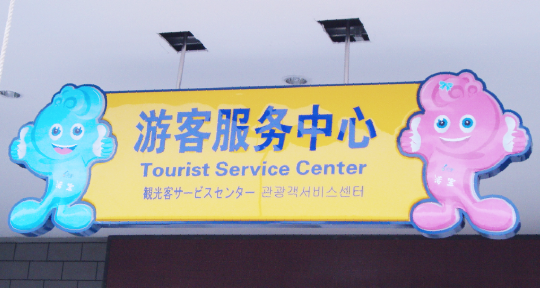 游客服务中心
Tourist Service Center
観光客サービスセンター 관광객서비스센터